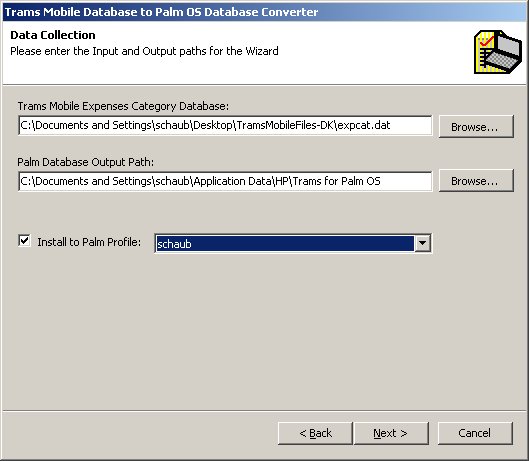 Trams Mobile Database to Palm OS Database Converter
Data Collection
Please enter the Input and Output paths for the Wizard
Trams Mobile Expenses Category Database:
C:\Documents and Settings\schaub\Desktop\TramsMobileFiles-DK\expcat.dat
Browse...
Palm Database Output Path:
C:\Documents and Settings\schaub\Application Data\HP\Trams for Palm OS
Browse...
Install to Palm Profile:
schaub
< Back
Next >
Cancel